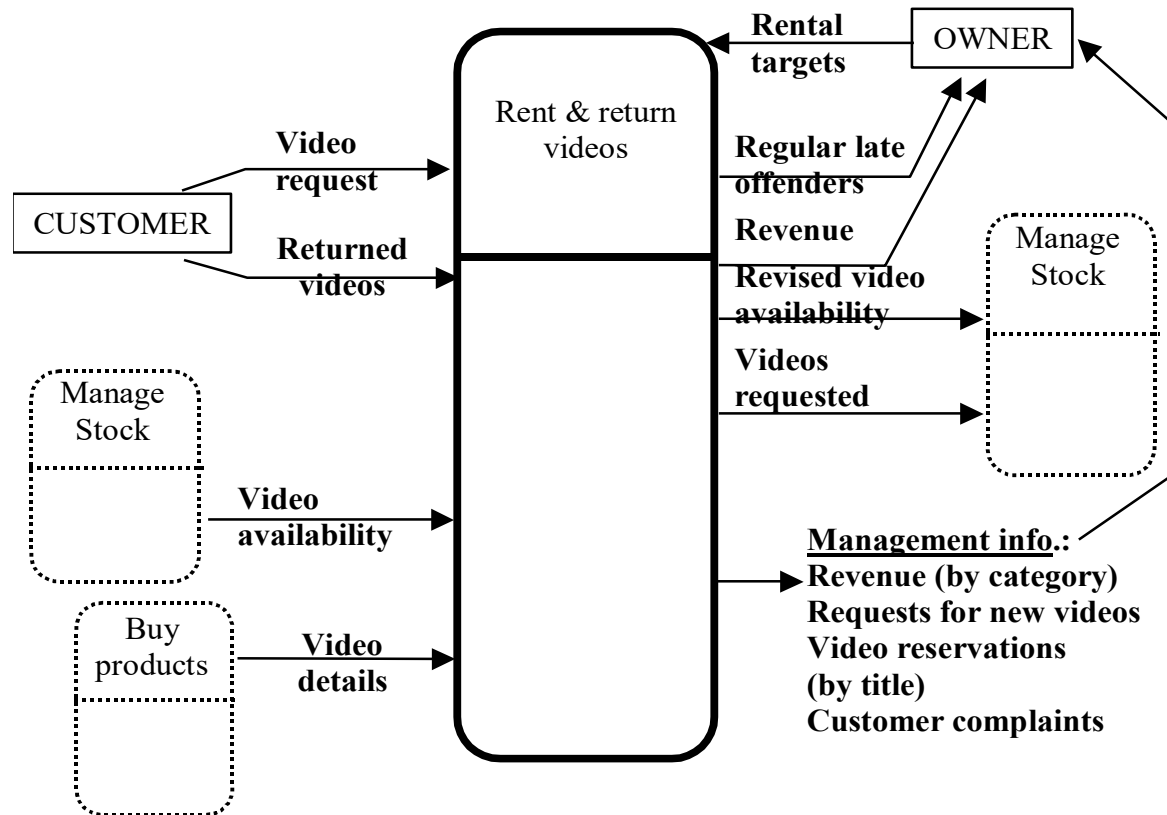 Rental
targets
OWNER
Rent & return
videos
Video
request
Regular late
offenders
CUSTOMER
Returned
videos
Revenue
Manage
Stock
Revised video
availability
Videos
requested
Manage
Stock
Video
availability
Management info.:
Revenue (by category)
Requests for new videos
Video reservations
(by title)
Customer complaints
Buy
products
Video
details